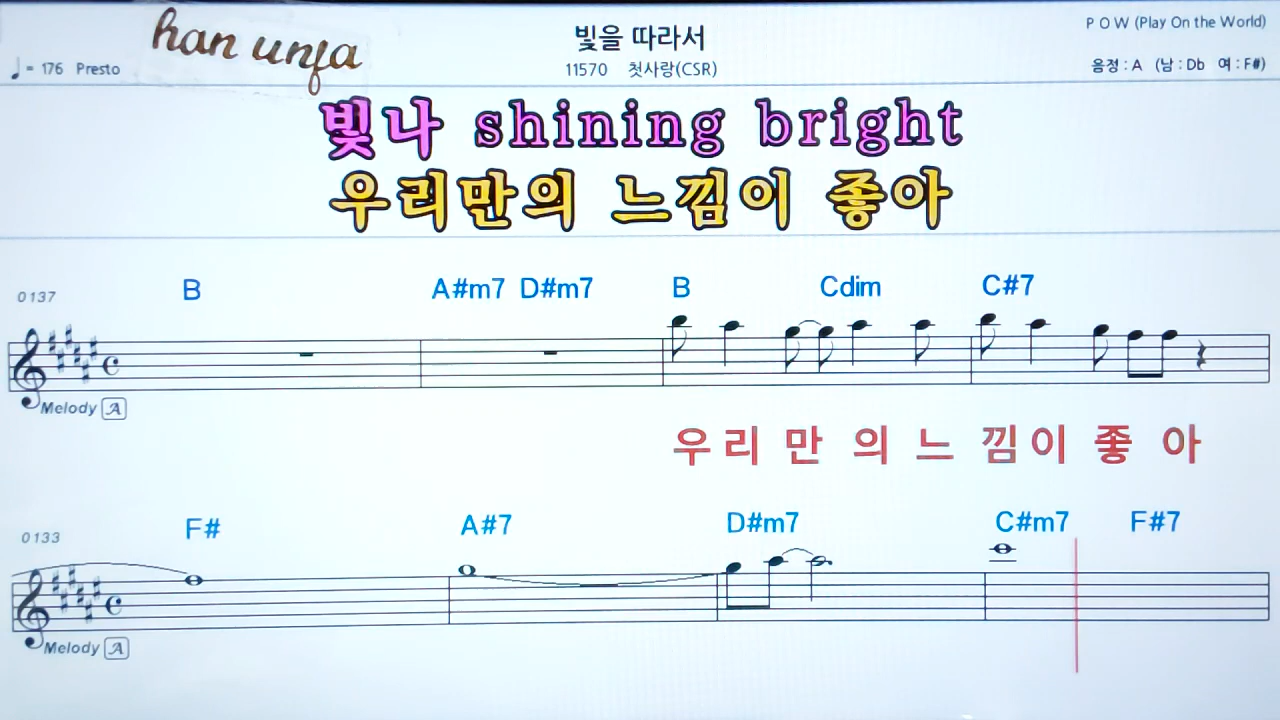 han unja
빛을 따라서
P O W (Play On the World)
♩= 176 Presto
11570 첫사랑(CSR)
음정 : A (남 : Db 여 : F#)
빛나 shining bright
우리만의 느낌이 좋아
0137
B A#m7 D#m7 B Cdim C#7
Melody A
우리 만 의 느 낌이 좋 아
0133
F# A#7 D#m7 C#m7 F#7
Melody A